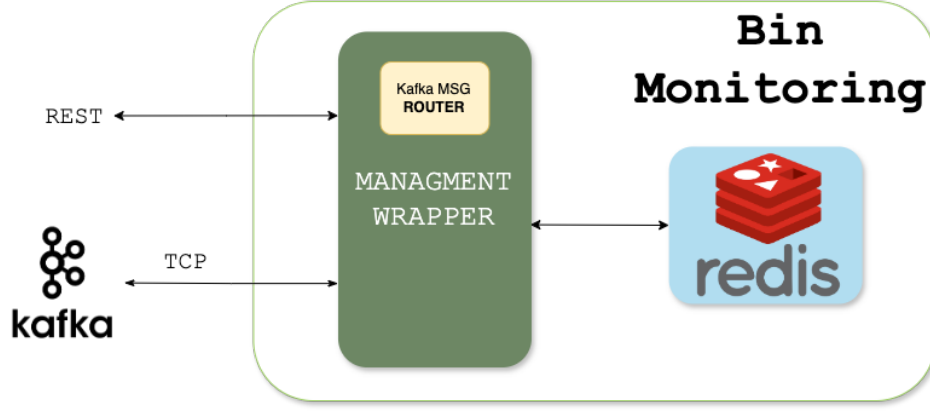 Bin
Monitoring
Kafka MSG
ROUTER
REST
MANAGMENT
WRAPPER
TCP
kafka
redis